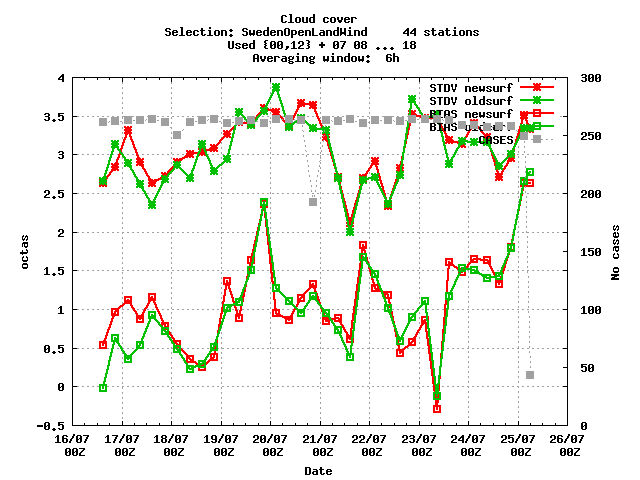 Cloud cover
Selection: SwedenOpenLandWind 44 stations
Used {00,12} + 07 08 ... 18
Averaging window: 6h
STDV newsurf
STDV oldsurf
BIAS newsurf
BIAS oldsurf
CASES
octas
No cases
4
3.5
3
2.5
2
1.5
1
0.5
0
-0.5
300
250
200
150
100
50
0
16/07 17/07 18/07 19/07 20/07 21/07 22/07 23/07 24/07 25/07 26/07
00Z 00Z 00Z 00Z 00Z 00Z 00Z 00Z 00Z 00Z 00Z
Date